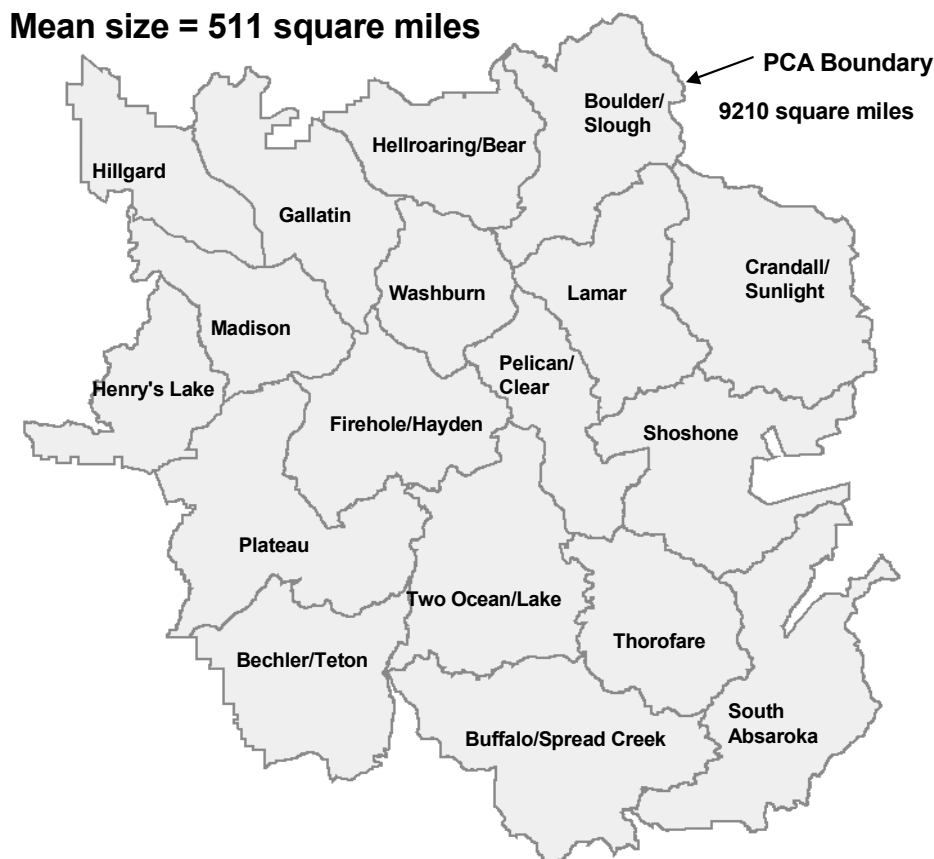 Mean size = 511 square miles
PCA Boundary
9210 square miles
Boulder/
Slough
Hellroaring/Bear
Hillgard
Gallatin
Crandall/
Sunlight
Washburn
Lamar
Madison
Pelican/
Clear
Henry's Lake
Firehole/Hayden
Shoshone
Plateau
Two Ocean/Lake
Thorofare
Bechler/Teton
South
Absaroka
Buffalo/Spread Creek